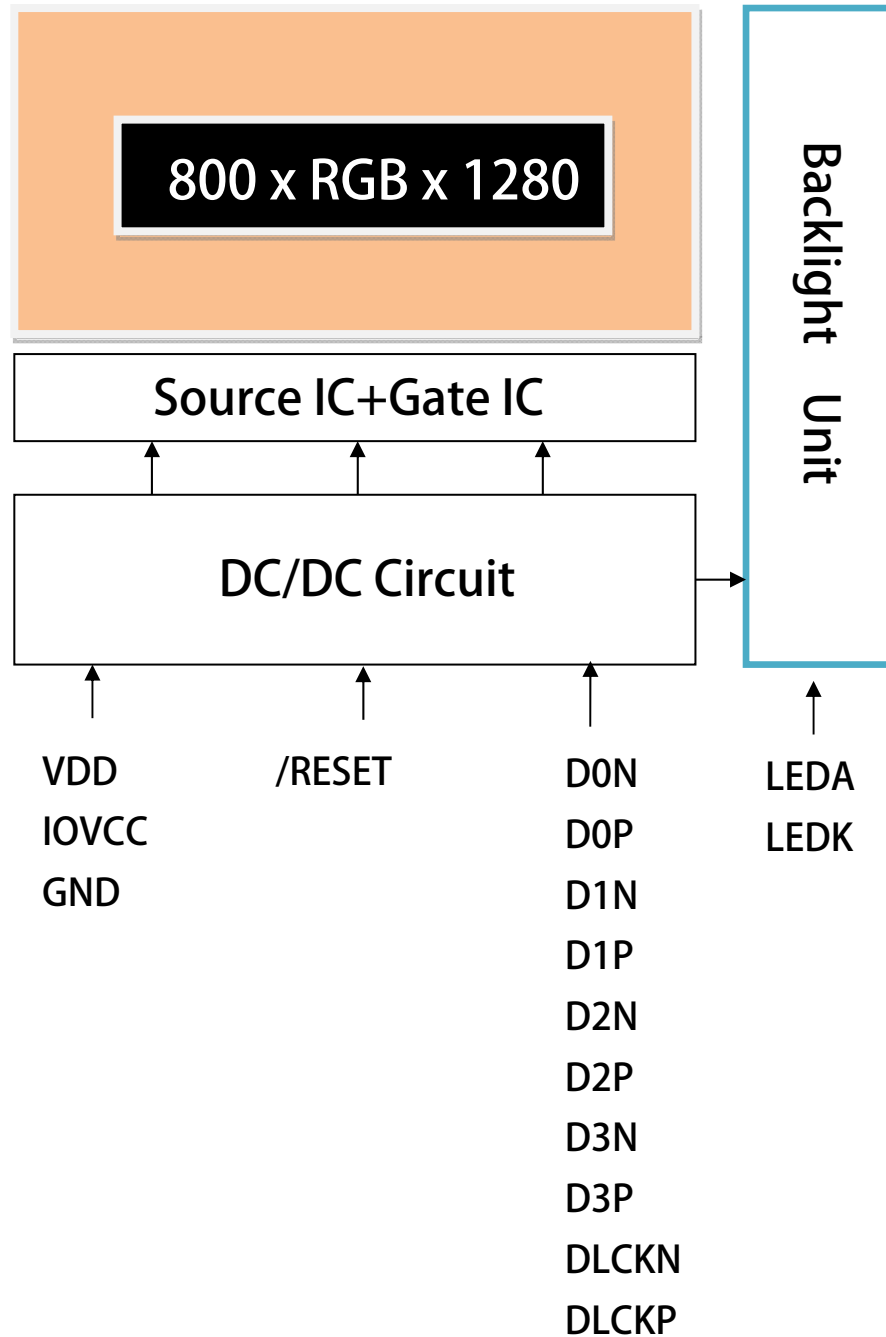 800 x RGB x 1280
Backlight Unit
Source IC+Gate IC
DC/DC Circuit
VDD
IOVCC
GND
/RESET
D0N
D0P
D1N
D1P
D2N
D2P
D3N
D3P
DLCKN
DLCKP
LEDA
LEDK